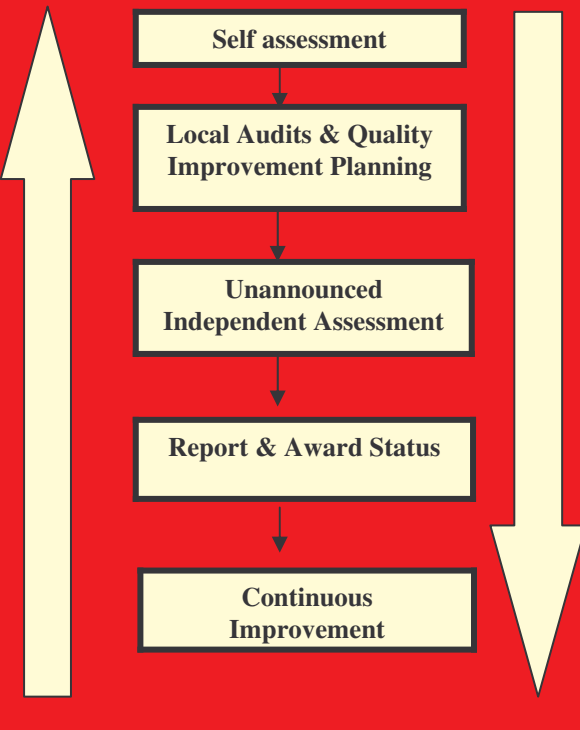 Self assessment
Local Audits & Quality
Improvement Planning
Unannounced
Independent Assessment
Report & Award Status
Continuous
Improvement